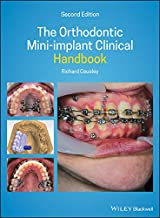 Second Edition
The Orthodontic
Mini-implant Clinical
Handbook
Richard Cousley
WILEY Blackwell